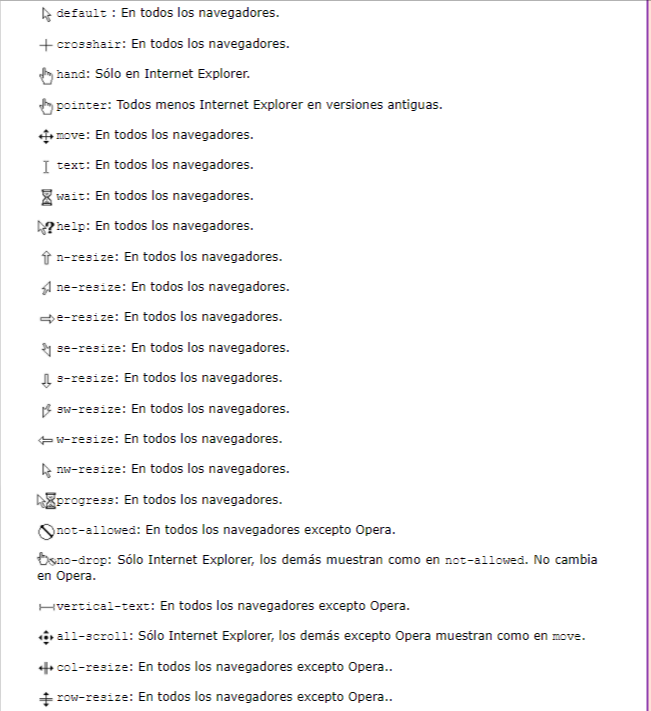 default : En todos los navegadores.
crosshair: En todos los navegadores.
hand: Sólo en Internet Explorer.
pointer: Todos menos Internet Explorer en versiones antiguas.
move: En todos los navegadores.
text: En todos los navegadores.
wait: En todos los navegadores.
help: En todos los navegadores.
n-resize: En todos los navegadores.
ne-resize: En todos los navegadores.
e-resize: En todos los navegadores.
se-resize: En todos los navegadores.
s-resize: En todos los navegadores.
sw-resize: En todos los navegadores.
w-resize: En todos los navegadores.
nw-resize: En todos los navegadores.
progress: En todos los navegadores.
not-allowed: En todos los navegadores excepto Opera.
no-drop: Sólo Internet Explorer, los demás muestran como en not-allowed. No cambia
en Opera.
vertical-text: En todos los navegadores excepto Opera.
all-scroll: Sólo Internet Explorer, los demás excepto Opera muestran como en move.
col-resize: En todos los navegadores excepto Opera..
row-resize: En todos los navegadores excepto Opera..